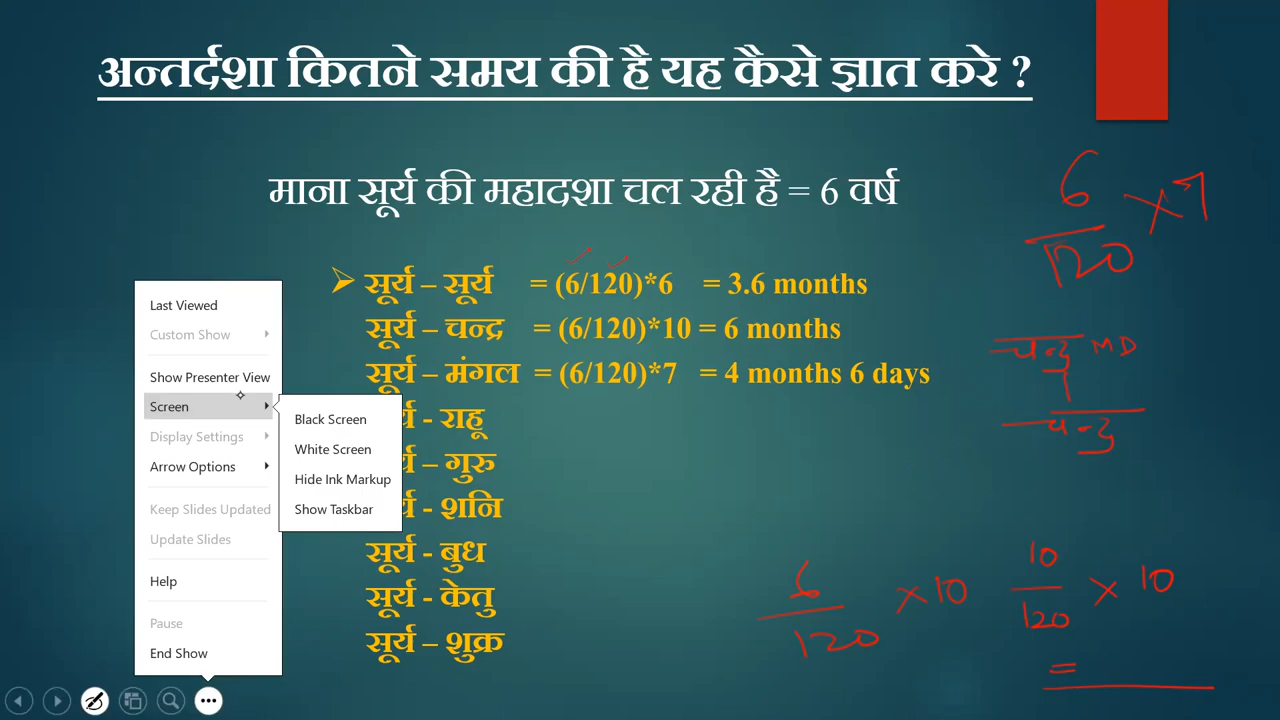 अन्तर्दशा कितने समय की है यह कैसे ज्ञात करे ?
माना सूर्य की महादशा चल रही है = 6 वर्ष
सूर्य – सूर्य = (6/120)*6 = 3.6 months
सूर्य – चन्द्र = (6/120)*10 = 6 months
सूर्य – मंगल = (6/120)*7 = 4 months 6 days
र्य - राहू
र्य – गुरु
र्य - शनि
सूर्य - बुध
सूर्य - केतु
सूर्य – शुक्र
Last Viewed
Custom Show
Show Presenter View
Screen
Display Settings
Arrow Options
Keep Slides Updated
Update Slides
Help
Pause
End Show
Black Screen
White Screen
Hide Ink Markup
Show Taskbar
6
120 × 7
MD
6
120 × 10
10
120 × 10
=